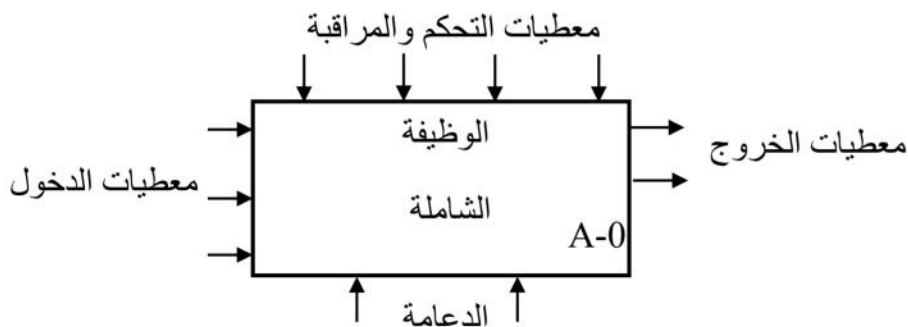 معطيات التحكم والمراقبة
الوظيفة
معطيات الخروج
معطيات الدخول
الشاملة
A-0
الدعامة